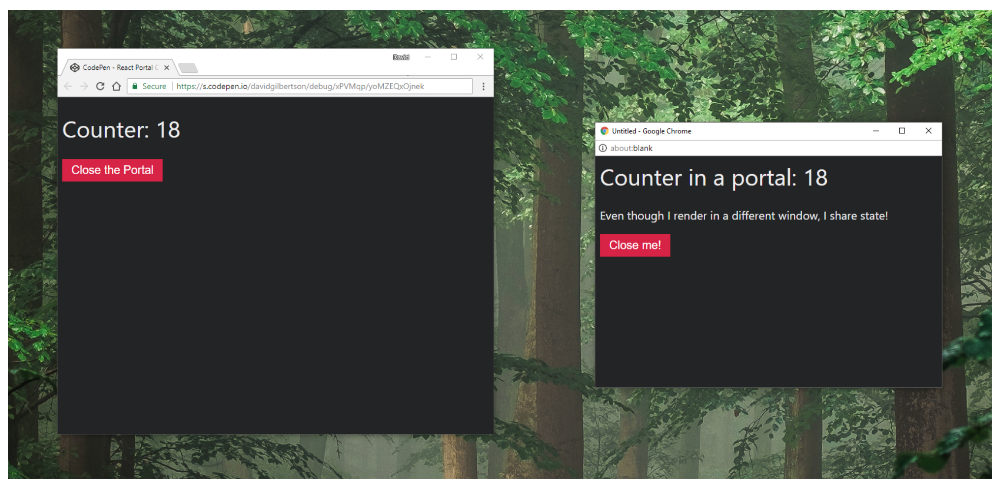 David
CodePen - React Portal C
Secure https://s.codepen.io/davidgilbertson/debug/xPVMqp/yoMZEQxOjnek
Counter: 18
Close the Portal
Untitled - Google Chrome
about:blank
Counter in a portal: 18
Even though I render in a different window, I share state!
Close me!